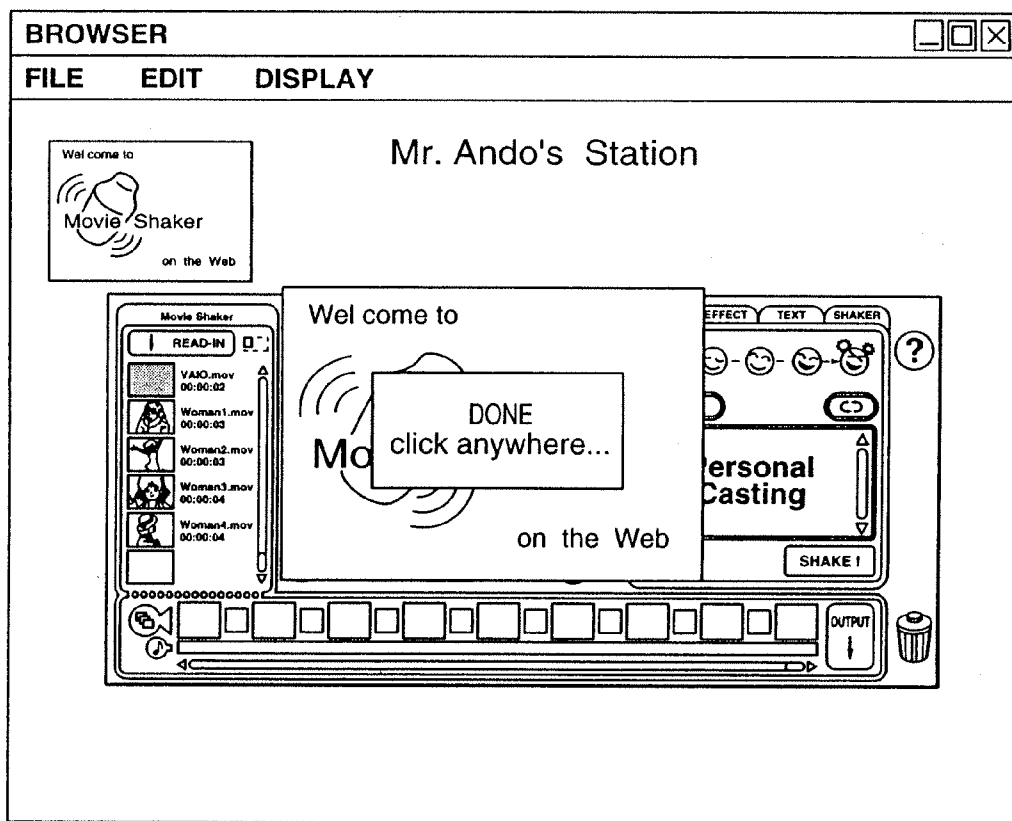 BROWSER
FILE EDIT DISPLAY
Mr. Ando's Station
Wel come to
Movie Shaker
on the Web
Movie Shaker
READ-IN
VAIO.mov
00:00:02
Woman1.mov
00:00:03
Woman2.mov
00:00:03
Woman3.mov
00:00:04
Woman4.mov
00:00:04
Wel come to
Mo
DONE
click anywhere...
on the Web
EFFECT TEXT SHAKER
?
ersonal
Casting
SHAKE !
OUTPUT